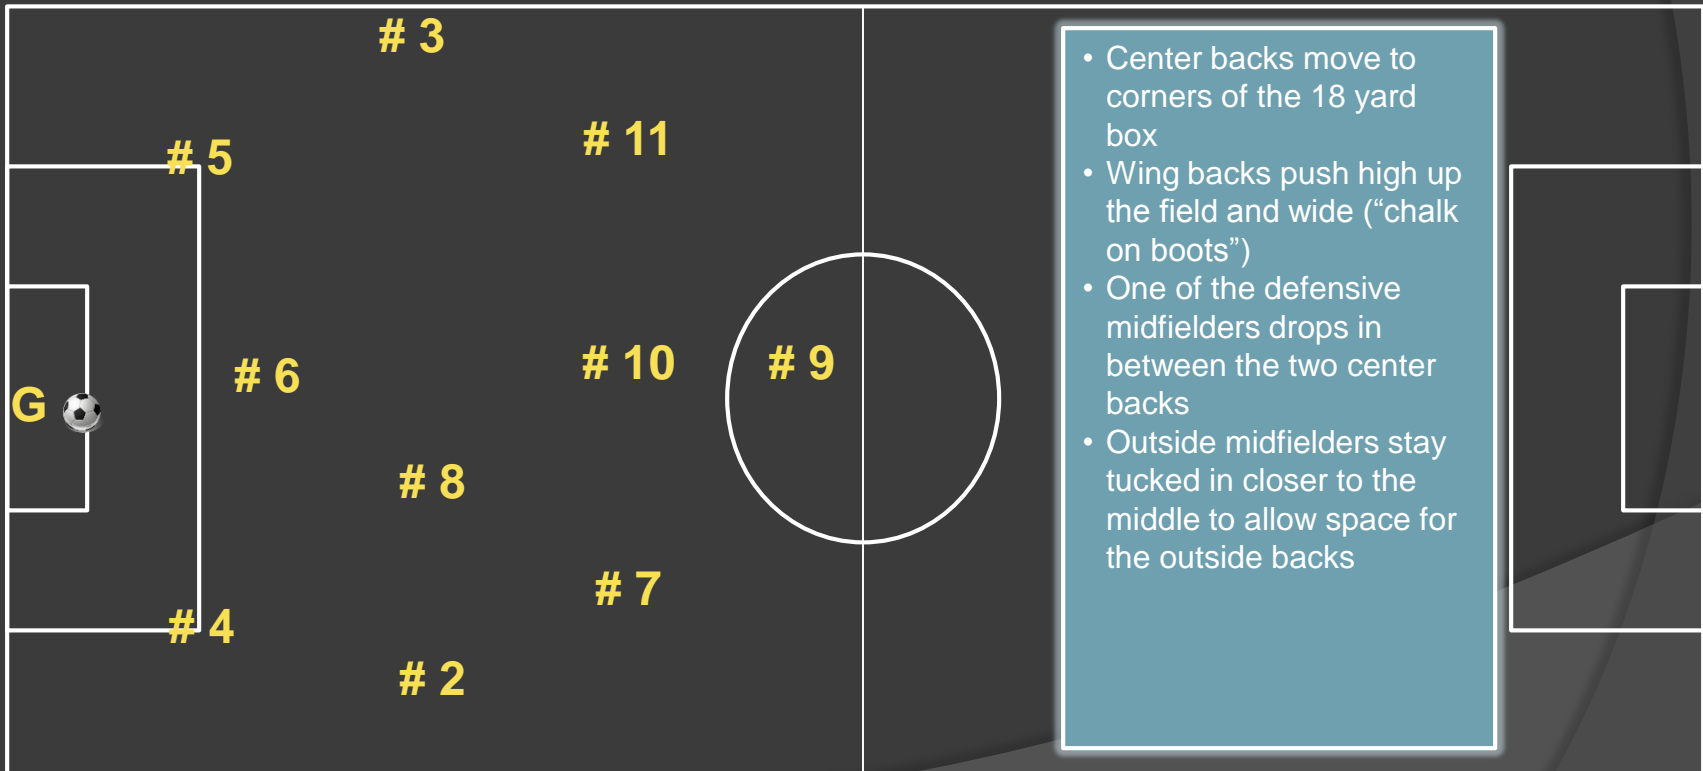 # 3
# 11
# 5
# 10
# 9
# 6
G
# 8
# 7
# 4
# 2
• Center backs move to
corners of the 18 yard
box
• Wing backs push high up
the field and wide (“chalk
on boots”)
• One of the defensive
midfielders drops in
between the two center
backs
• Outside midfielders stay
tucked in closer to the
middle to allow space for
the outside backs